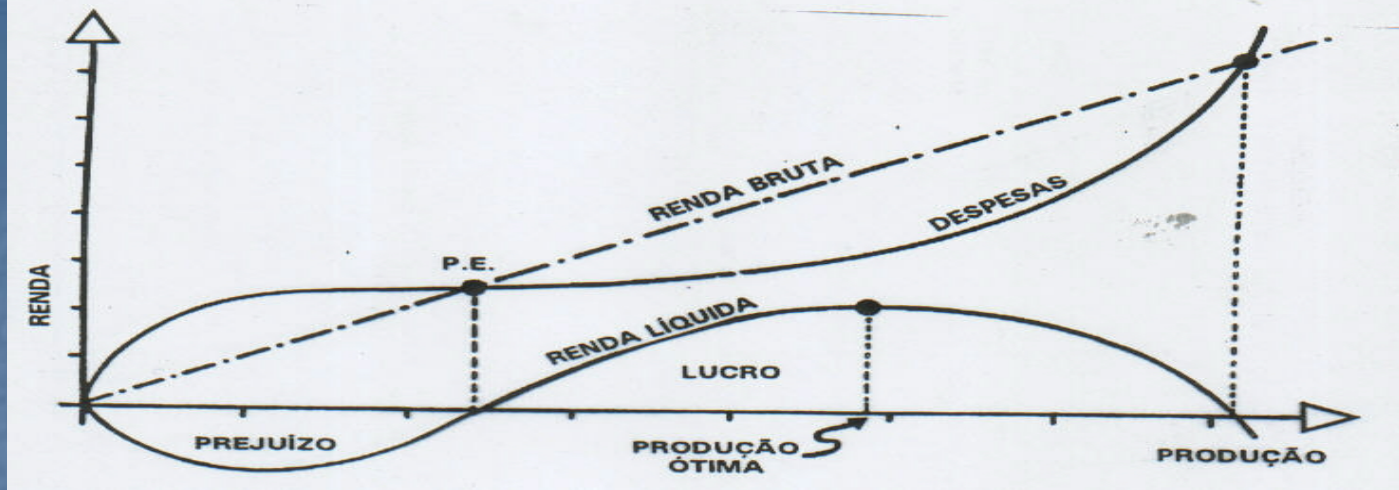 RENDA BRUTA
DESPESAS
P.E.
RENDA
RENDA LÍQUIDA
LUCRO
PREJUÍZO
PRODUÇÃO
ÓTIMA
PRODUÇÃO